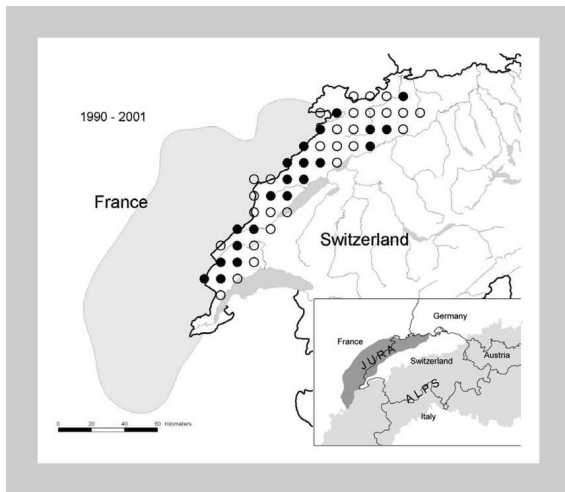 1990 - 2001
France
Switzerland
Germany
France
Switzerland
Austria
JURA
ALPS
Italy
0 20 40 60 Kilometers